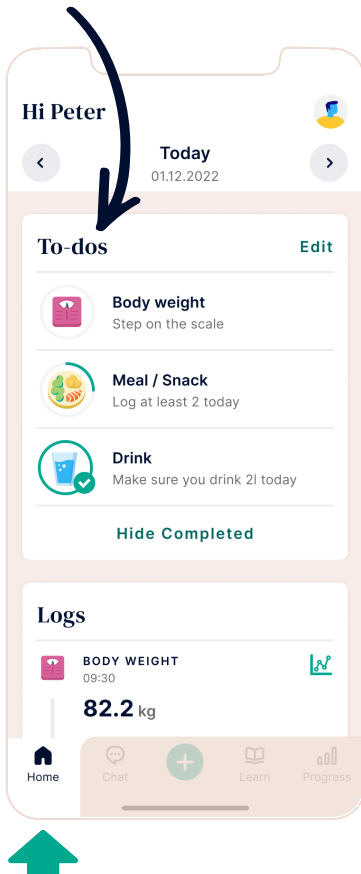 Hi Peter
Today
01.12.2022
To-dos
Edit
Body weight
Step on the scale
Meal / Snack
Log at least 2 today
Drink
Make sure you drink 2l today
Hide Completed
Logs
BODY WEIGHT
09:30
82.2 kg
Home
Chat
Learn
Progress